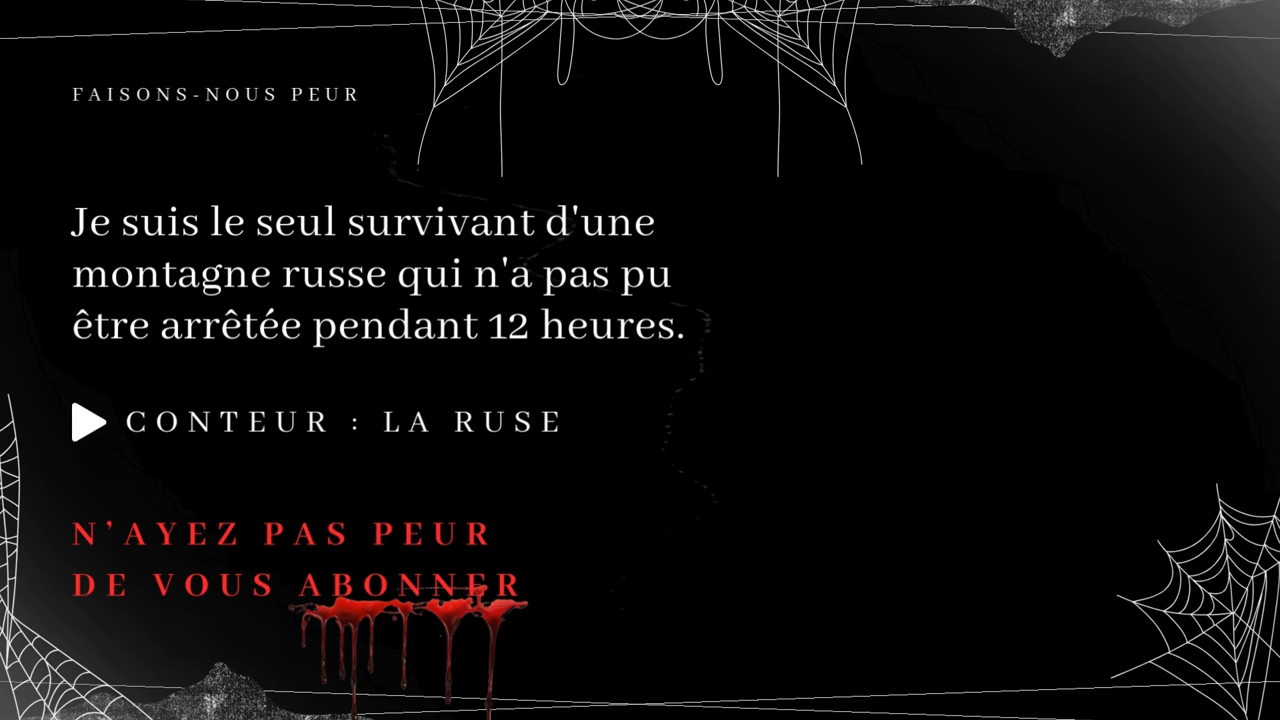 FAISONS-NOUS PEUR
Je suis le seul survivant d'une
montagne russe qui n'a pas pu
être arrêtée pendant 12 heures.
CONTEUR : LA RUSE
N’AYEZ PAS PEUR
DE VOUS ABONNER